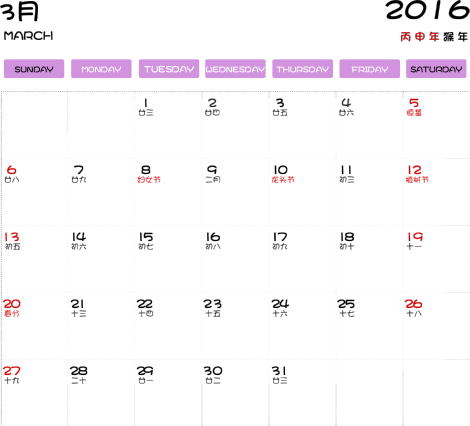 3月
2016
MARCH
丙申年猴年
SUNDAY MONDAY TUESDAY WEDNESDAY THURSDAY FRIDAY SATURDAY
1 2 3 4 5
廿三 廿四 廿五 廿六 惊蛰
6 7 8 9 10 11 12
廿八 廿九 妇女节 二月 龙头节 初三 植树节
13 14 15 16 17 18 19
初五 初六 初七 初八 初九 初十 十一
20 21 22 23 24 25 26
春分 十三 十四 十五 十六 十七 十八
27 28 29 30 31
十九 二十 廿一 廿二 廿三